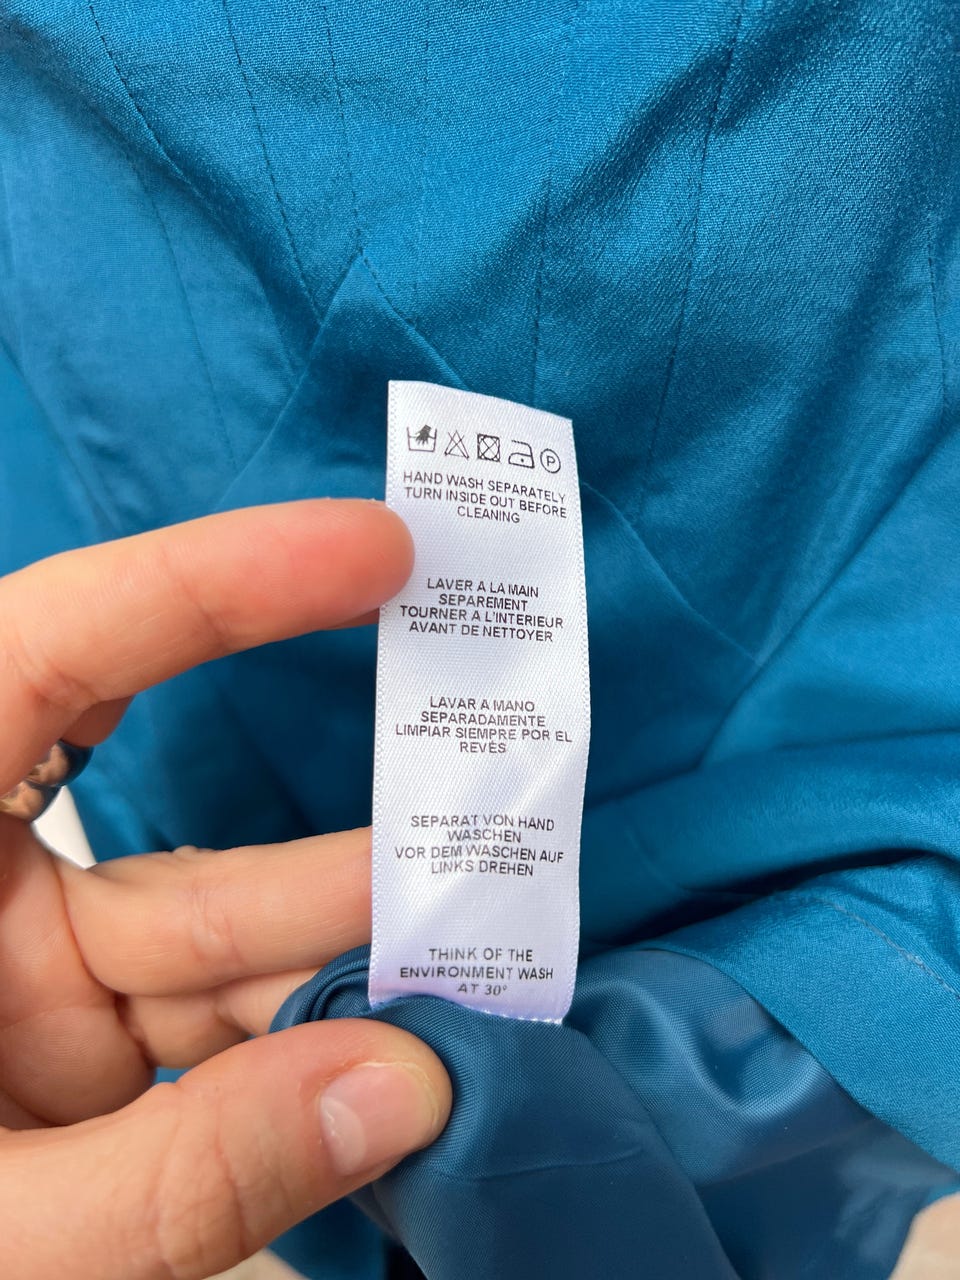 P
HAND WASH SEPARATELY
TURN INSIDE OUT BEFORE
CLEANING
LAVER A LA MAIN
SEPAREMENT
TOURNER A L'INTERIEUR
AVANT DE NETTOYER
LAVAR A MANO
SEPARADAMENTE
LIMPIAR SIEMPRE POR EL
REVÉS
SEPARAT VON HAND
WASCHEN
VOR DEM WASCHEN AUF
LINKS DREHEN
THINK OF THE
ENVIRONMENT WASH
AT 30°